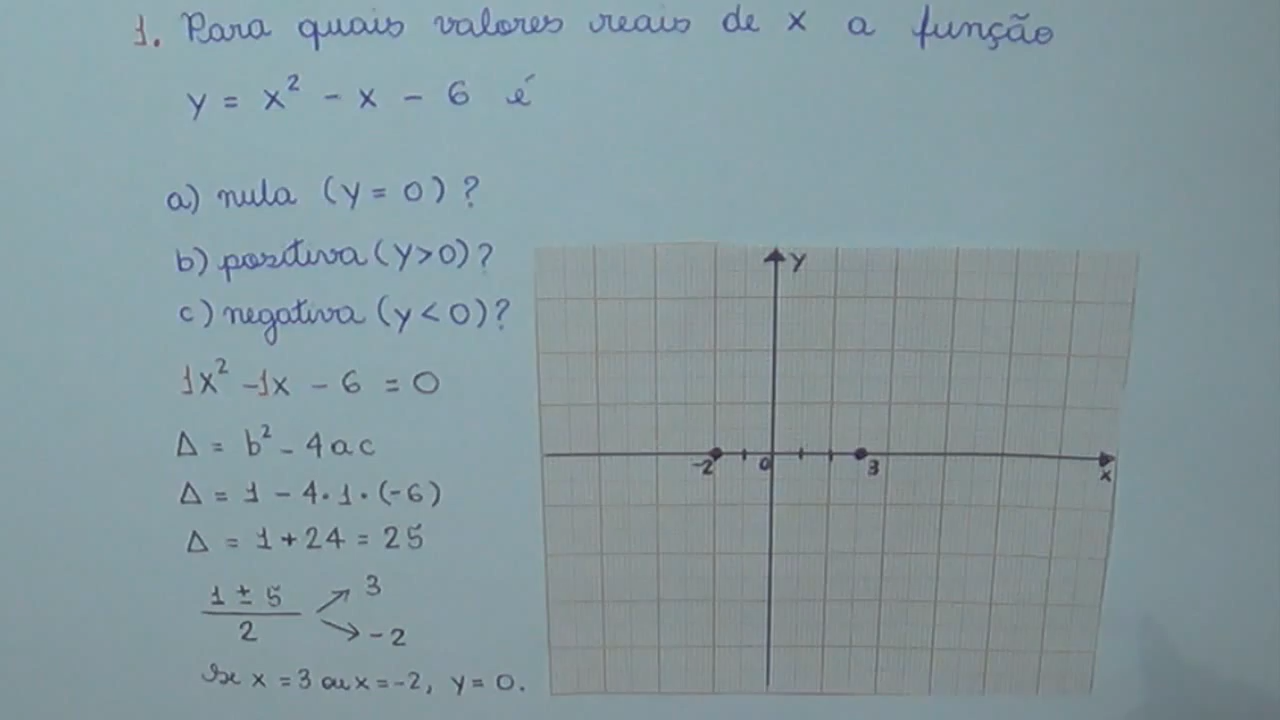 1. Para quais valores reais de x a função
y = x² - x - 6 é
a) nula (y = 0) ?
b) positiva (y > 0) ?
c) negativa (y < 0) ?
1x² - 1x - 6 = 0
Δ = b² - 4ac
Δ = 1 - 4 · 1 · (-6)
Δ = 1 + 24 = 25
1 ± 5
2
3
-2
Se x = 3 ou x = -2, y = 0.
y
-2
0
3
x